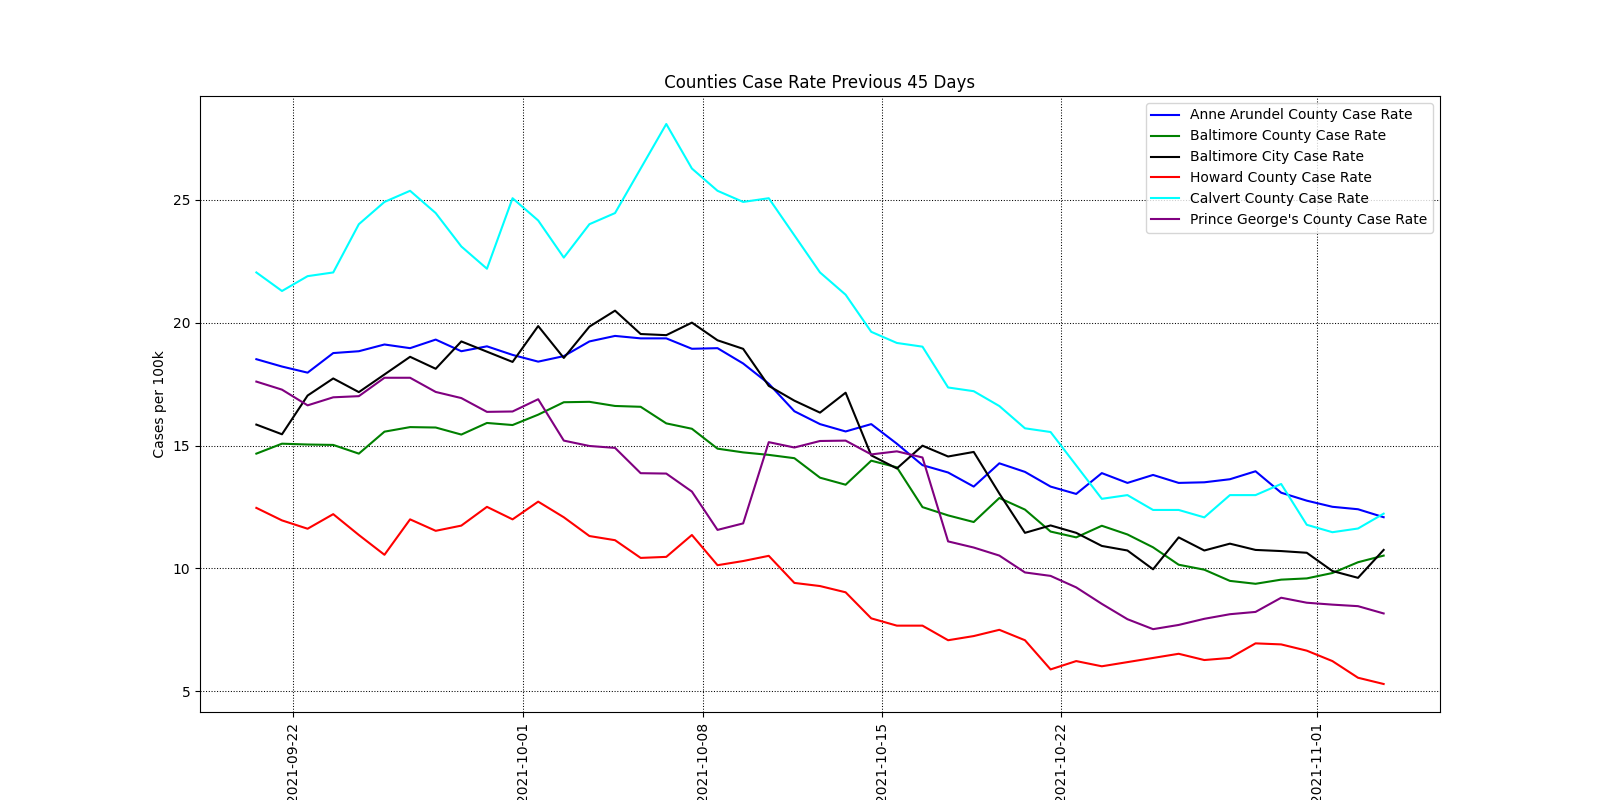 Counties Case Rate Previous 45 Days
Anne Arundel County Case Rate
Baltimore County Case Rate
Baltimore City Case Rate
Howard County Case Rate
Calvert County Case Rate
Prince George's County Case Rate
Cases per 100k
25
20
15
10
5
2021-09-22
2021-10-01
2021-10-08
2021-10-15
2021-10-22
2021-11-01